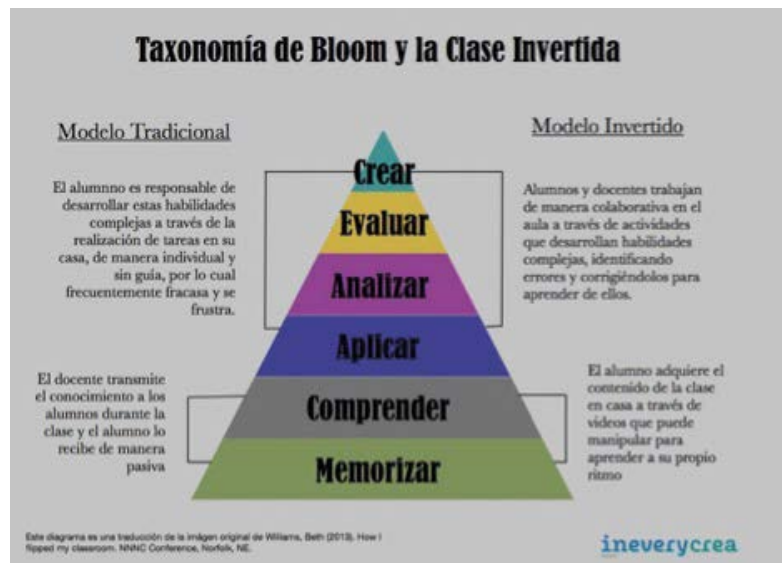 Taxonomía de Bloom y la Clase Invertida
Modelo Tradicional
El alumnno es responsable de
desarrollar estas habilidades
complejas a través de la
realización de tareas en su
casa, de manera individual y
sin guía, por lo cual
frecuentemente fracasa y se
frustra.
El docente transmite
el conocimiento a los
alumnos durante la
clase y el alumno lo
recibe de manera
pasiva
Crear
Evaluar
Analizar
Aplicar
Comprender
Memorizar
Modelo Invertido
Alumnos y docentes trabajan
de manera colaborativa en el
aula a través de actividades
que desarrollan habilidades
complejas, identificando
errores y corrigiéndolos para
aprender de ellos.
El alumno adquiere el
contenido de la clase
en casa a través de
videos que puede
manipular para
aprender a su propio
ritmo
Este diagrama es una traducción de la imágen original de Williams, Beth (2013). How I
flipped my classroom. NNNC Conference, Norfolk, NE.
ineverycrea